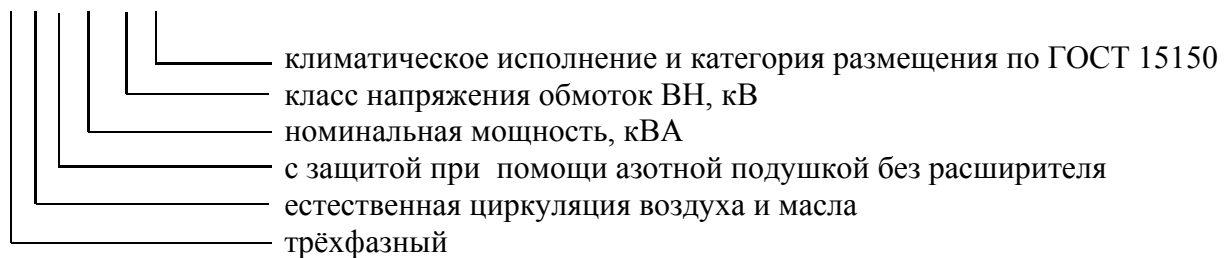 климатическое исполнение и категория размещения по ГОСТ 15150
класс напряжения обмоток ВН, кВ
номинальная мощность, кВА
с защитой при помощи азотной подушкой без расширителя
естественная циркуляция воздуха и масла
трёхфазный